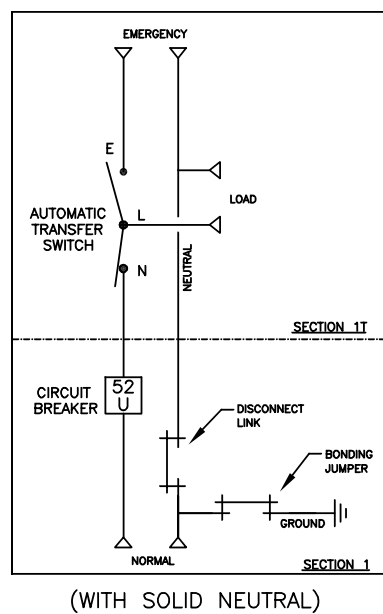 EMERGENCY
E
LOAD
AUTOMATIC
TRANSFER
SWITCH
L
N
NEUTRAL
SECTION 1T
CIRCUIT
BREAKER
52
U
DISCONNECT
LINK
BONDING
JUMPER
GROUND
NORMAL
SECTION 1
(WITH SOLID NEUTRAL)